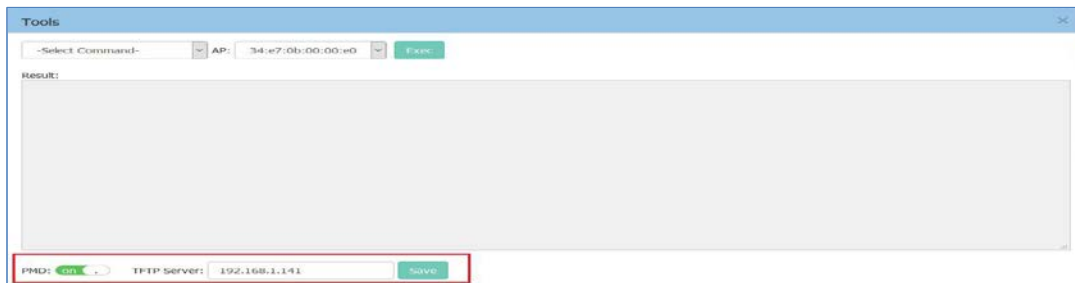 Tools
-Select Command- AP: 34:e7:0b:00:00:e0 Exec
Result:
PMD: on TFTP Server: 192.168.1.141 Save